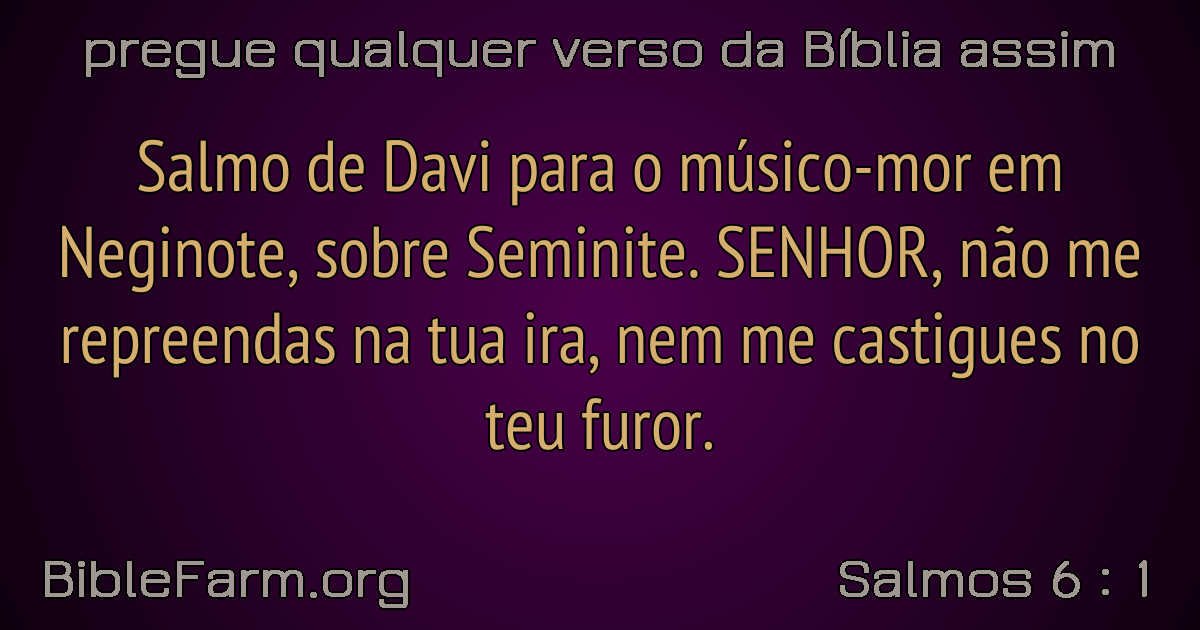 pregue qualquer verso da Bíblia assim
Salmo de Davi para o músico-mor em
Neginote, sobre Seminite. SENHOR, não me
repreendas na tua ira, nem me castigues no
teu furor.
BibleFarm.org
Salmos 6 : 1